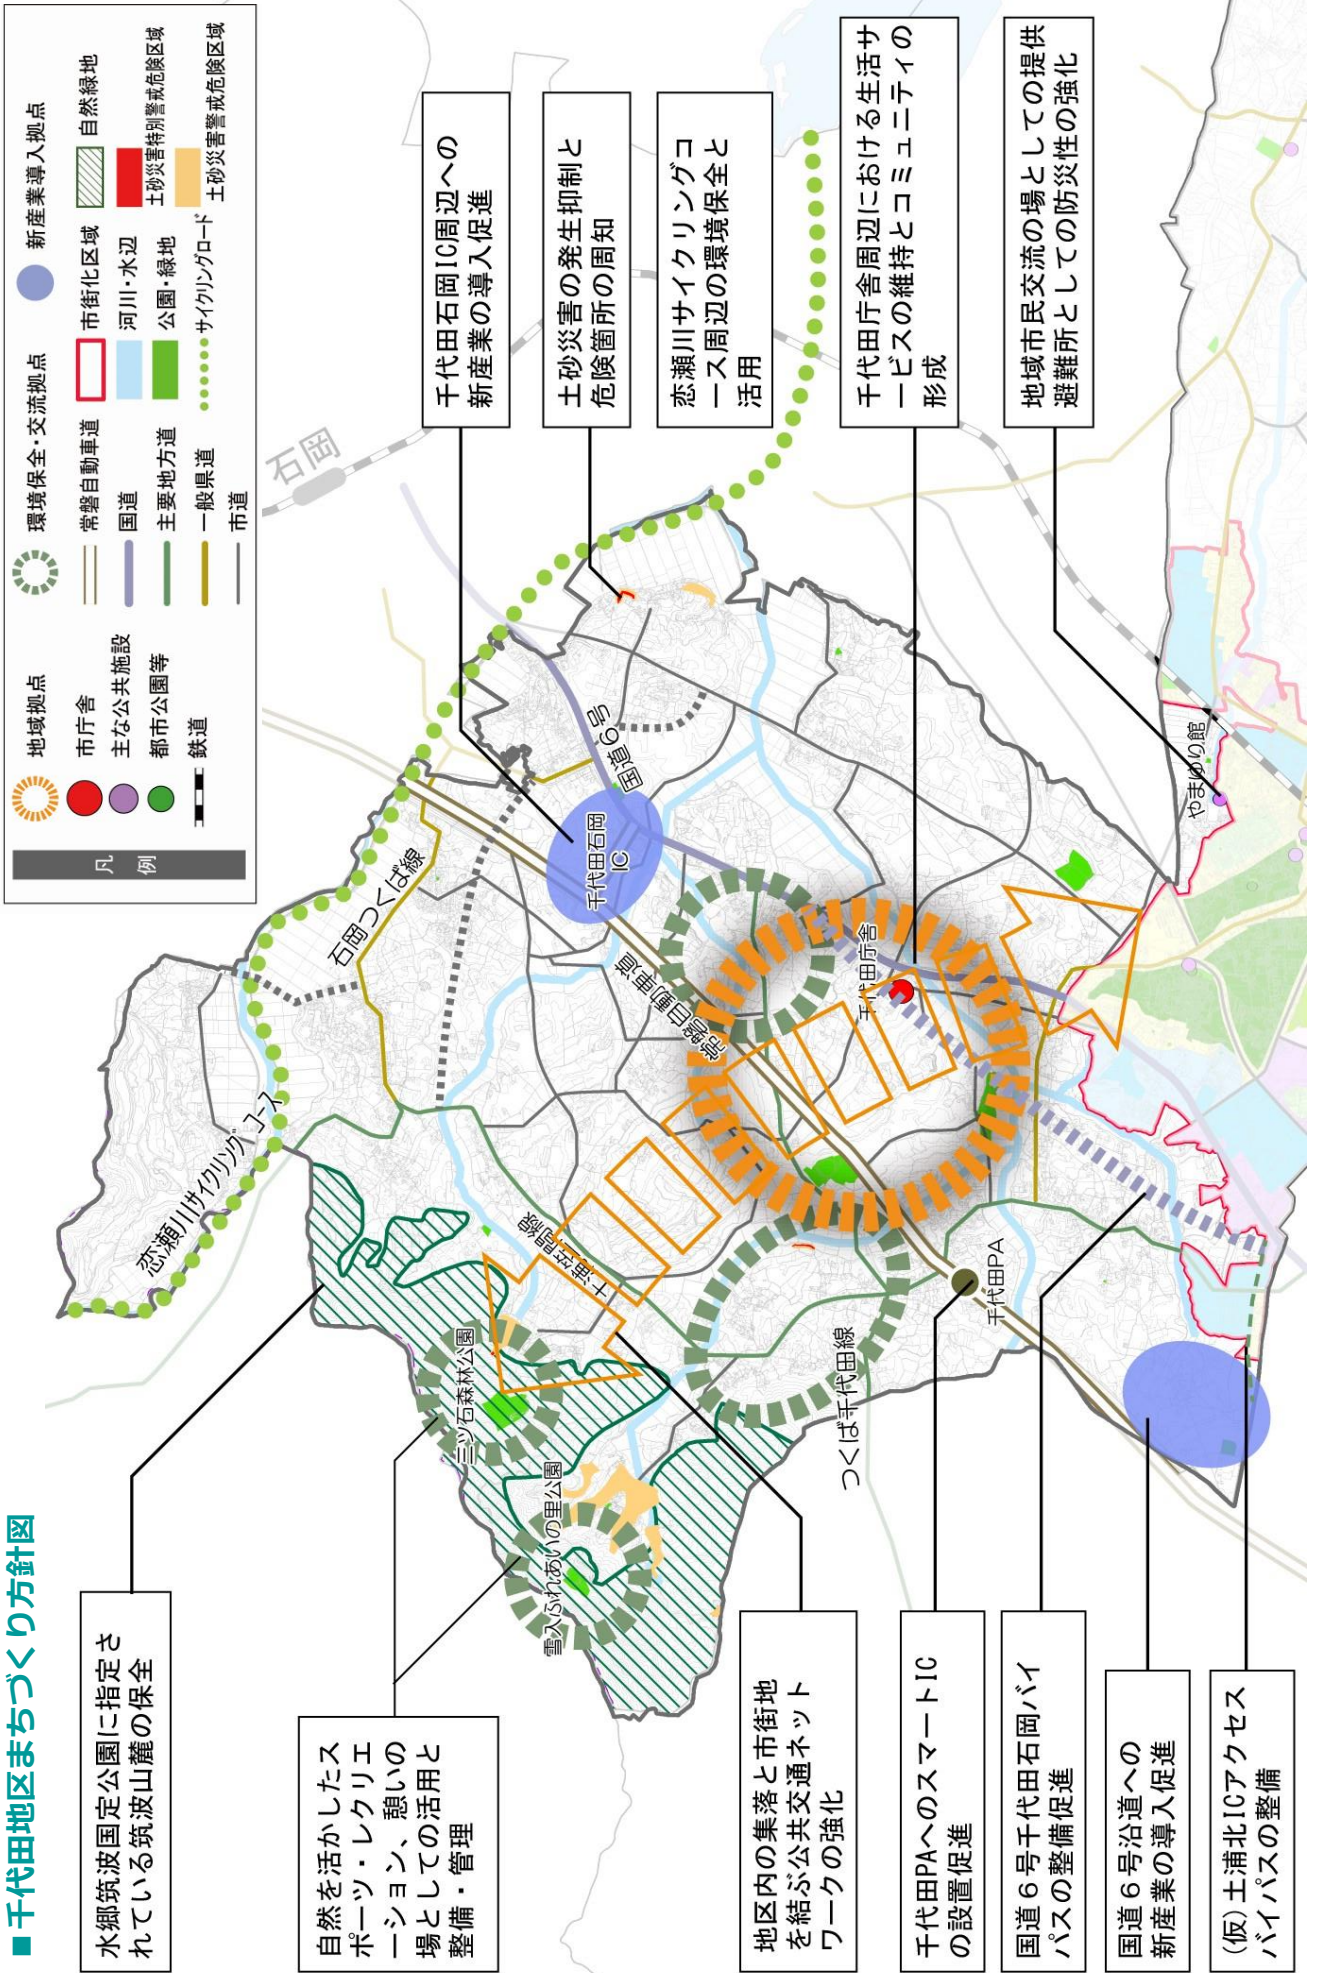 ■千代田地区まちづくり方針図
水郷筑波国定公園に指定さ
れている筑波山麓の保全
自然を活かしたス
ポーツ・レクリエ
ーション、憩いの
場としての活用と
整備・管理
地区内の集落と市街地
を結ぶ公共交通ネット
ワークの強化
千代田PAへのスマートIC
の設置促進
国道6号千代田石岡バイ
パスの整備促進
国道6号沿道への
新産業の導入促進
(仮)土浦北ICアクセス
バイパスの整備
凡例
地域拠点
環境保全・交流拠点
新産業導入拠点
市庁舎
主な公共施設
都市公園等
鉄道
常磐自動車道
国道
主要地方道
一般県道
市道
市街化区域
河川・水辺
公園・緑地
サイクリングロード
自然緑地
土砂災害特別警戒危険区域
土砂災害警戒危険区域
千代田石岡IC周辺への
新産業の導入促進
土砂災害の発生抑制と
危険箇所の周知
恋瀬川サイクリングコ
ース周辺の環境保全と
活用
千代田庁舎周辺における生活サ
ービスの維持とコミュニティの
形成
地域市民交流の場としての提供
避難所としての防災性の強化
恋瀬川サイクリングコース
石岡つくば線
石岡
国道6号
千代田石岡
IC
常磐自動車道
千代田庁舎
土浦笠間線
三ツ石森林公園
雪入ふれあいの里公園
つくば千代田線
千代田PA
やまゆり館